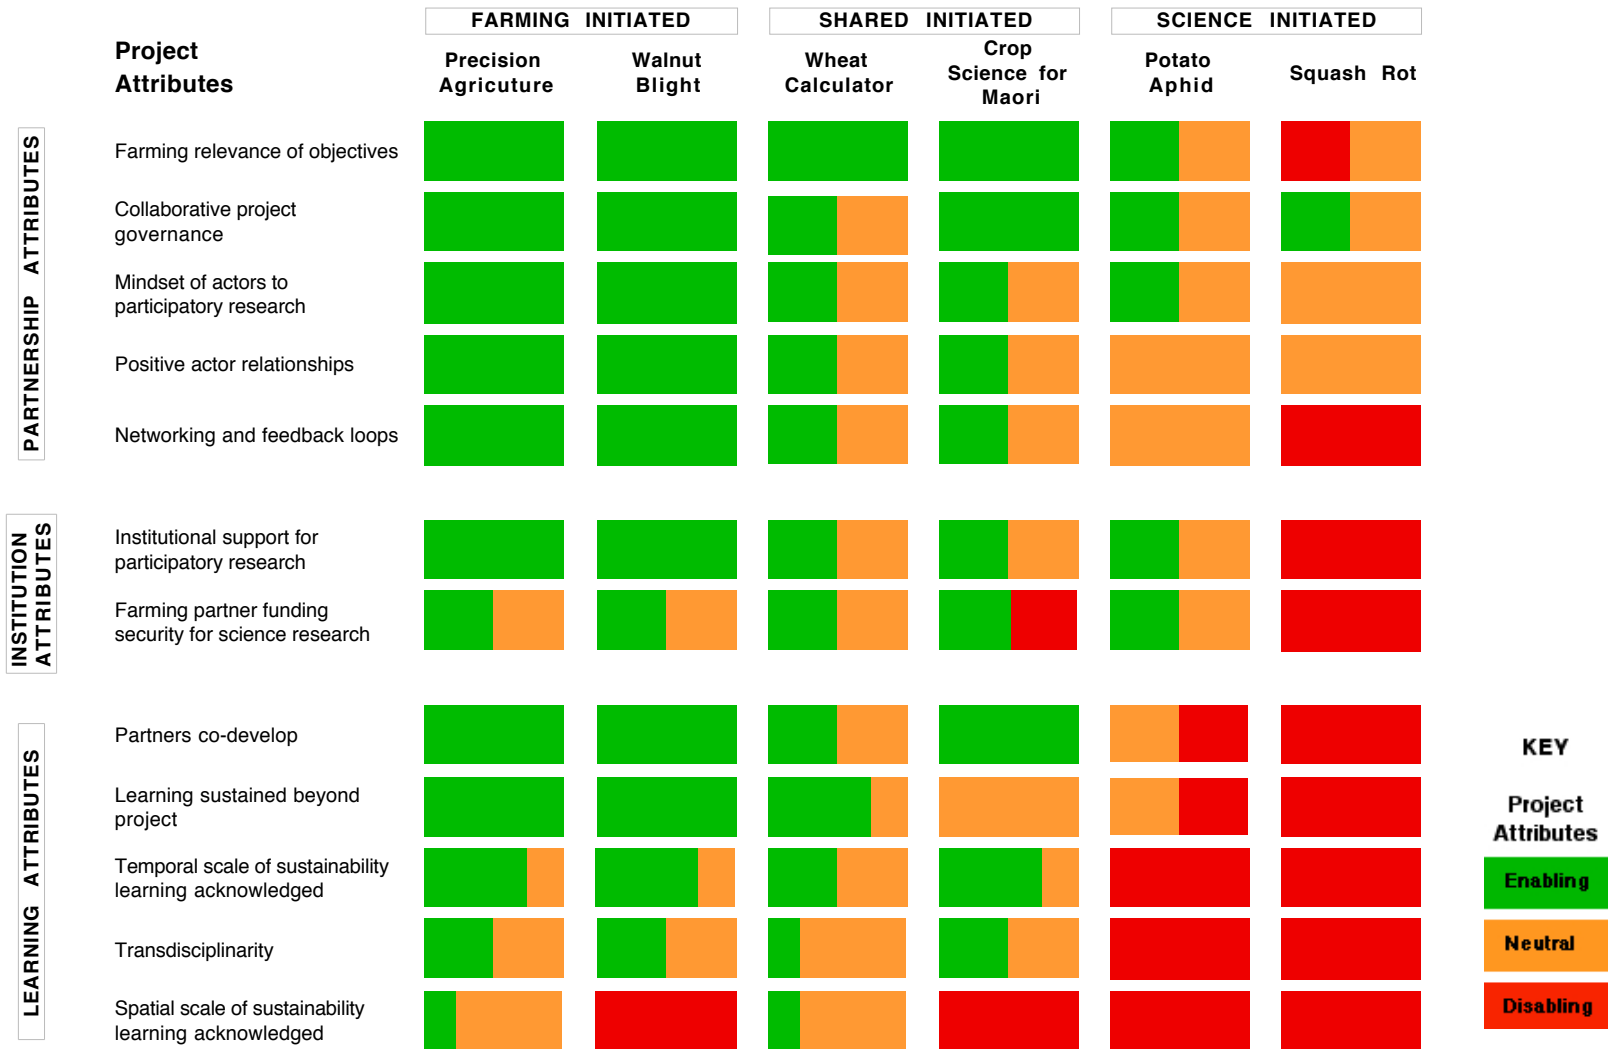 FARMING INITIATED
SHARED INITIATED
SCIENCE INITIATED
Project
Attributes
Precision
Agricuture
Walnut
Blight
Wheat
Calculator
Crop
Science for
Maori
Potato
Aphid
Squash Rot
PARTNERSHIP ATTRIBUTES
Farming relevance of objectives
Collaborative project
governance
Mindset of actors to
participatory research
Positive actor relationships
Networking and feedback loops
INSTITUTION
ATTRIBUTES
Institutional support for
participatory research
Farming partner funding
security for science research
LEARNING ATTRIBUTES
Partners co-develop
Learning sustained beyond
project
Temporal scale of sustainability
learning acknowledged
Transdisciplinarity
Spatial scale of sustainability
learning acknowledged
KEY
Project
Attributes
Enabling
Neutral
Disabling